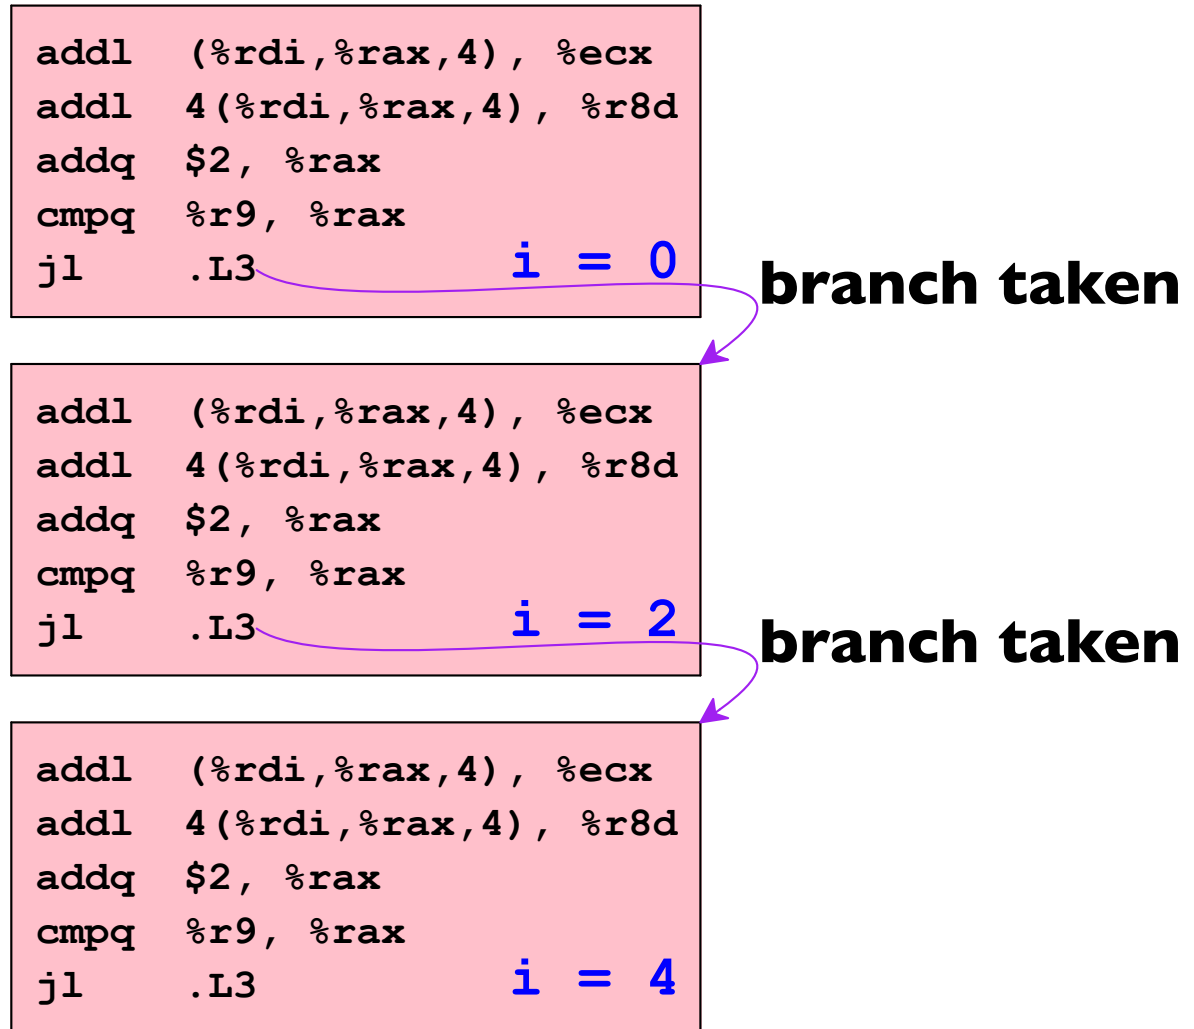 addl (%rdi,%rax,4), %ecx
addl 4(%rdi,%rax,4), %r8d
addq $2, %rax
cmpq %r9, %rax
jl .L3 i = 0
branch taken
addl (%rdi,%rax,4), %ecx
addl 4(%rdi,%rax,4), %r8d
addq $2, %rax
cmpq %r9, %rax
jl .L3 i = 2
branch taken
addl (%rdi,%rax,4), %ecx
addl 4(%rdi,%rax,4), %r8d
addq $2, %rax
cmpq %r9, %rax
jl .L3 i = 4